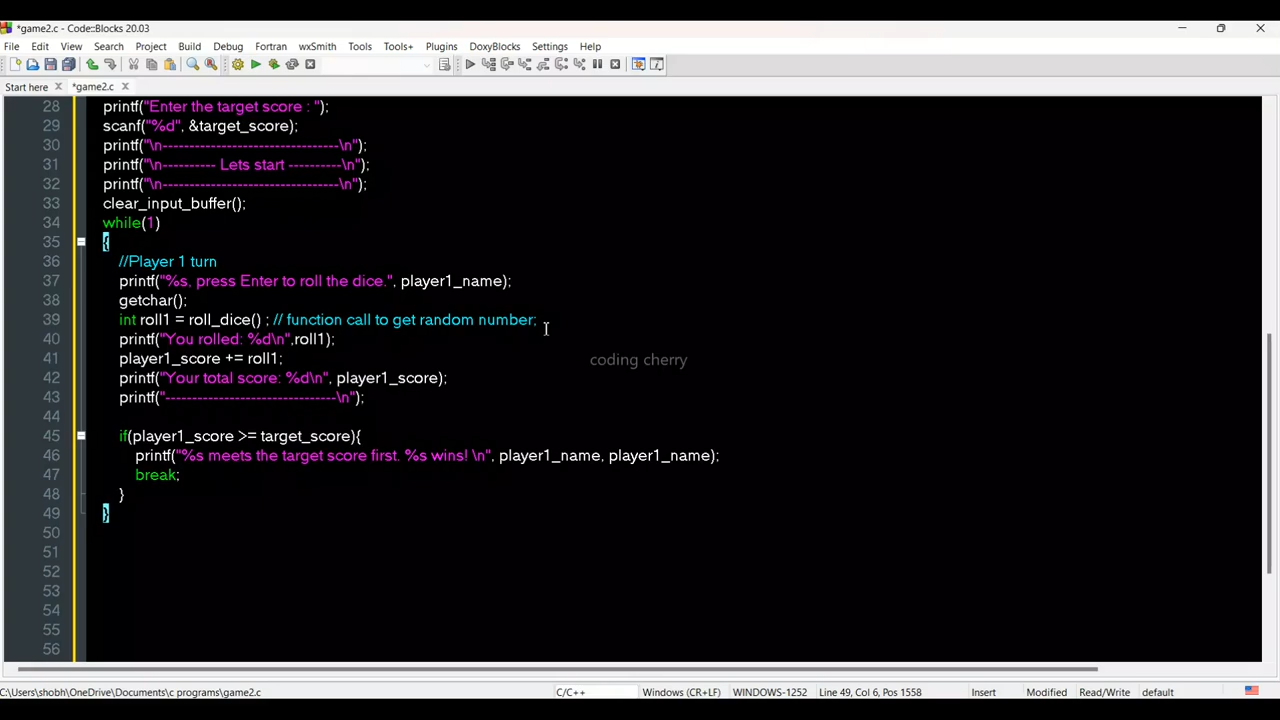 *game2.c - Code::Blocks 20.03
File Edit View Search Project Build Debug Fortran wxSmith Tools Tools+ Plugins DoxyBlocks Settings Help
Start here *game2.c
28 printf("Enter the target score : ");
29 scanf("%d", &target_score);
30 printf("\n---------------------------------\n");
31 printf("\n---------- Lets start ----------\n");
32 printf("\n---------------------------------\n");
33 clear_input_buffer();
34 while(1)
35 {
36 //Player 1 turn
37 printf("%s, press Enter to roll the dice.", player1_name);
38 getchar();
39 int roll1 = roll_dice() ; // function call to get random number;
40 printf("You rolled: %d\n",roll1);
41 player1_score += roll1;
coding cherry
42 printf("Your total score: %d\n", player1_score);
43 printf("--------------------------------\n");
44
45 if(player1_score >= target_score){
46 printf("%s meets the target score first. %s wins! \n", player1_name, player1_name);
47 break;
48 }
49 }
50
51
52
53
54
55
56
C:\Users\shobh\OneDrive\Documents\c programs\game2.c C/C++ Windows (CR+LF) WINDOWS-1252 Line 49, Col 6, Pos 1558 Insert Modified Read/Write default